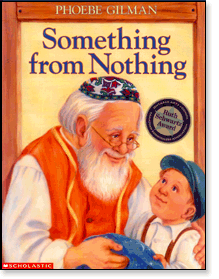 PHOEBE GILMAN
Something
from Nothing
Ruth
Schwartz
Award
SCHOLASTIC